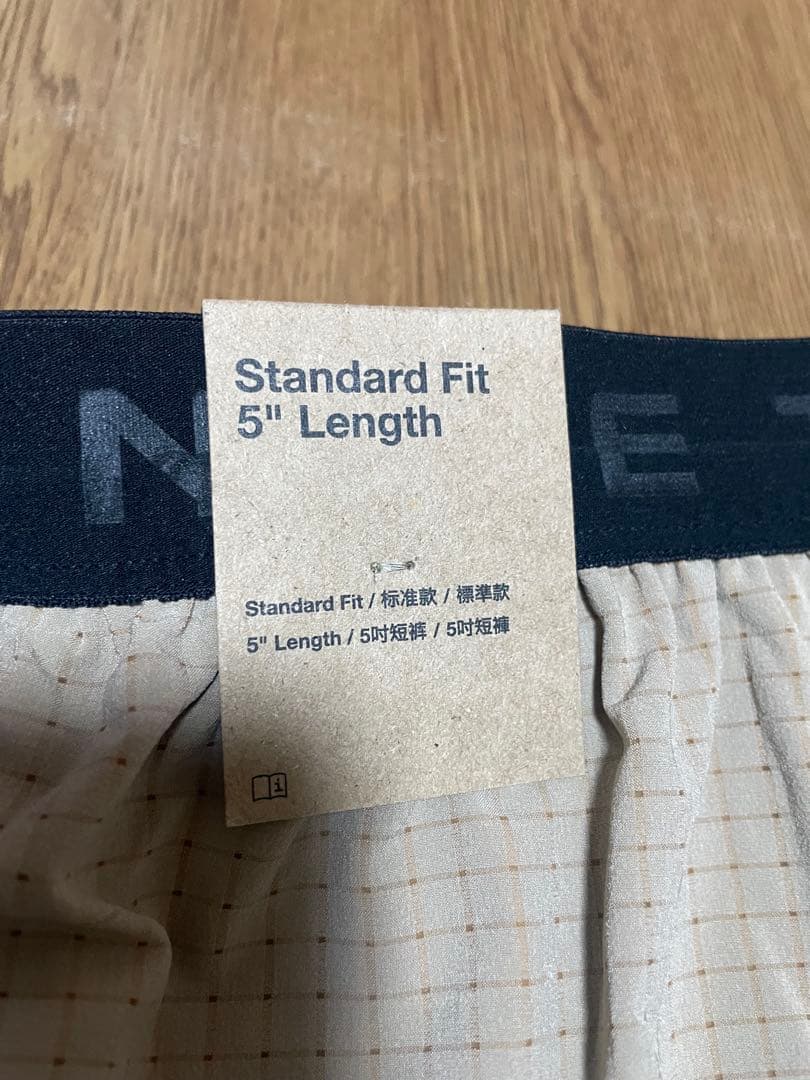 Standard Fit
5" Length
N E
Standard Fit / 标准款 / 標準款
5" Length / 5吋短裤 / 5吋短褲
i